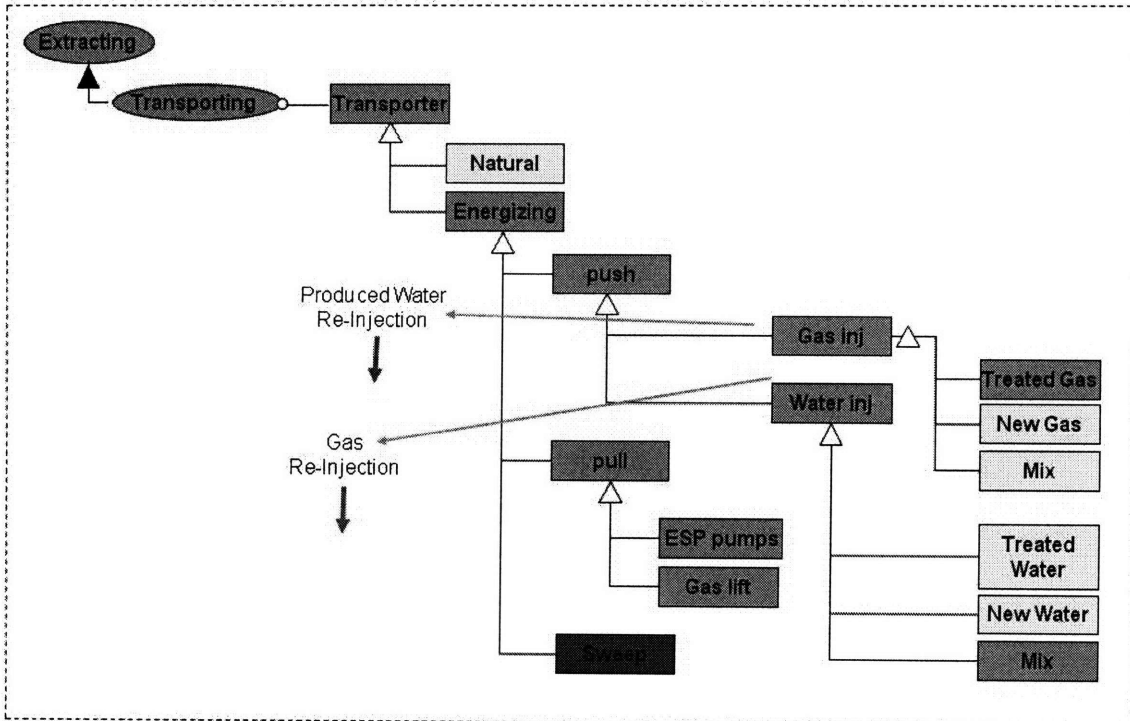 Extracting
Transporting
Transporter
Natural
Energizing
push
Produced Water
Re-Injection
Gas inj
Treated Gas
Water inj
New Gas
Gas
Re-Injection
pull
Mix
ESP pumps
Treated
Water
Gas lift
New Water
Sweep
Mix